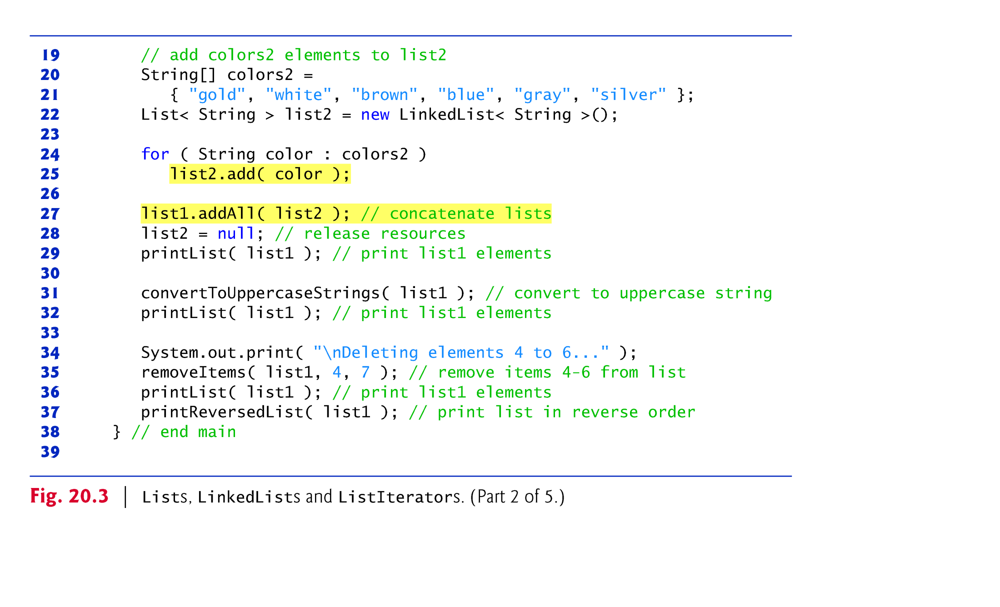 19 // add colors2 elements to list2
20 String[] colors2 =
21 { "gold", "white", "brown", "blue", "gray", "silver" };
22 List< String > list2 = new LinkedList< String >();
23
24 for ( String color : colors2 )
25 list2.add( color );
26
27 list1.addAll( list2 ); // concatenate lists
28 list2 = null; // release resources
29 printList( list1 ); // print list1 elements
30
31 convertToUppercaseStrings( list1 ); // convert to uppercase string
32 printList( list1 ); // print list1 elements
33
34 System.out.print( "\nDeleting elements 4 to 6..." );
35 removeItems( list1, 4, 7 ); // remove items 4-6 from list
36 printList( list1 ); // print list1 elements
37 printReversedList( list1 ); // print list in reverse order
38 } // end main
39
Fig. 20.3 | Lists, LinkedLists and ListIterators. (Part 2 of 5.)